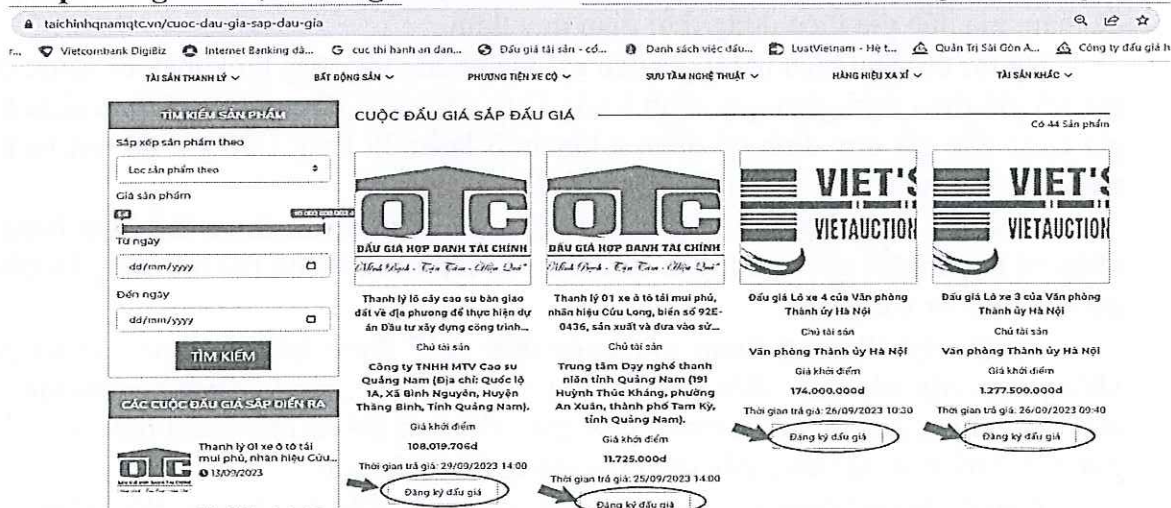 taichinhqnamqtc.vn/cuoc-dau-gia-sap-dau-gia
r... Vietcombank DigiBiz Internet Banking dà... cuc thi hanh an dan... Đấu giá tài sản - cổ... Danh sách việc đấu... LuatVietnam - Hệ t... Quản Trị Sài Gòn A... Công ty đấu giá h
TÀI SẢN THANH LÝ BẤT ĐỘNG SẢN PHƯƠNG TIỆN XE CỘ SƯU TẦM NGHỆ THUẬT HÀNG HIỆU XA XỈ TÀI SẢN KHÁC
TÌM KIẾM SẢN PHẨM
Sắp xếp sản phẩm theo
Lọc sản phẩm theo
Giá sản phẩm
Từ ngày
dd/mm/yyyy
Đến ngày
dd/mm/yyyy
TÌM KIẾM
CÁC CUỘC ĐẤU GIÁ SẮP DIỄN RA
Thanh lý 01 xe ô tô tải
mui phủ, nhãn hiệu Cửu...
13/09/2023
CUỘC ĐẤU GIÁ SẮP ĐẤU GIÁ
Có 44 Sản phẩm
QTC
ĐẤU GIÁ HỢP DANH TÀI CHÍNH
Minh Bạch - Tận Tâm - Hiệu Quả
Thanh lý lô cây cao su bàn giao
đất về địa phương để thực hiện dự
án Đầu tư xây dựng công trình...
Chủ tài sản
Công ty TNHH MTV Cao su
Quảng Nam (Địa chỉ: Quốc lộ
1A, Xã Bình Nguyên, Huyện
Thăng Bình, Tỉnh Quảng Nam).
Giá khởi điểm
108.019.706đ
Thời gian trả giá: 29/09/2023 14:00
Đăng ký đấu giá
QTC
ĐẤU GIÁ HỢP DANH TÀI CHÍNH
Minh Bạch - Tận Tâm - Hiệu Quả
Thanh lý 01 xe ô tô tải mui phủ,
nhãn hiệu Cửu Long, biển số 92E-
0436, sản xuất và đưa vào sử...
Chủ tài sản
Trung tâm Dạy nghề thanh
niên tỉnh Quảng Nam (191
Huỳnh Thúc Kháng, phường
An Xuân, thành phố Tam Kỳ,
tỉnh Quảng Nam).
Giá khởi điểm
11.725.000đ
Thời gian trả giá: 25/09/2023 14:00
Đăng ký đấu giá
VIET'S
VIETAUCTION
Đấu giá Lô xe 4 của Văn phòng
Thành ủy Hà Nội
Chủ tài sản
Văn phòng Thành ủy Hà Nội
Giá khởi điểm
174.000.000đ
Thời gian trả giá: 26/09/2023 10:30
Đăng ký đấu giá
VIET'S
VIETAUCTION
Đấu giá Lô xe 3 của Văn phòng
Thành ủy Hà Nội
Chủ tài sản
Văn phòng Thành ủy Hà Nội
Giá khởi điểm
1.277.500.000đ
Thời gian trả giá: 26/09/2023 09:40
Đăng ký đấu giá